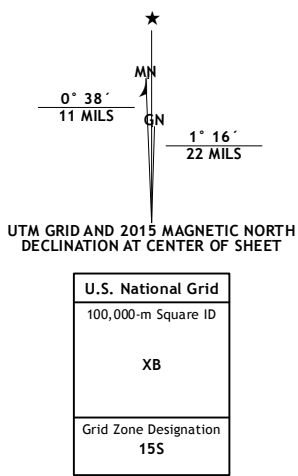 ★
MN
0° 38´
11 MILS
GN
1° 16´
22 MILS
UTM GRID AND 2015 MAGNETIC NORTH
DECLINATION AT CENTER OF SHEET
U.S. National Grid
100,000-m Square ID
XB
Grid Zone Designation
15S